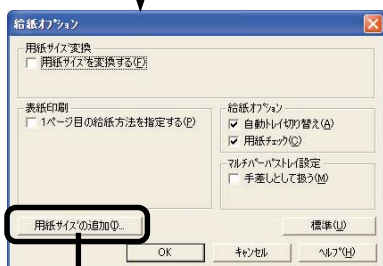 給紙オプション
用紙サイズ変換
用紙サイズを変換する(F)
表紙印刷
1ページ目の給紙方法を指定する(P)
給紙オプション
自動トレイ切り替え(A)
用紙チェック(C)
マルチパーパストレイ設定
手差しとして扱う(M)
用紙サイズの追加(I)...
標準(U)
OK
キャンセル
ヘルプ(H)